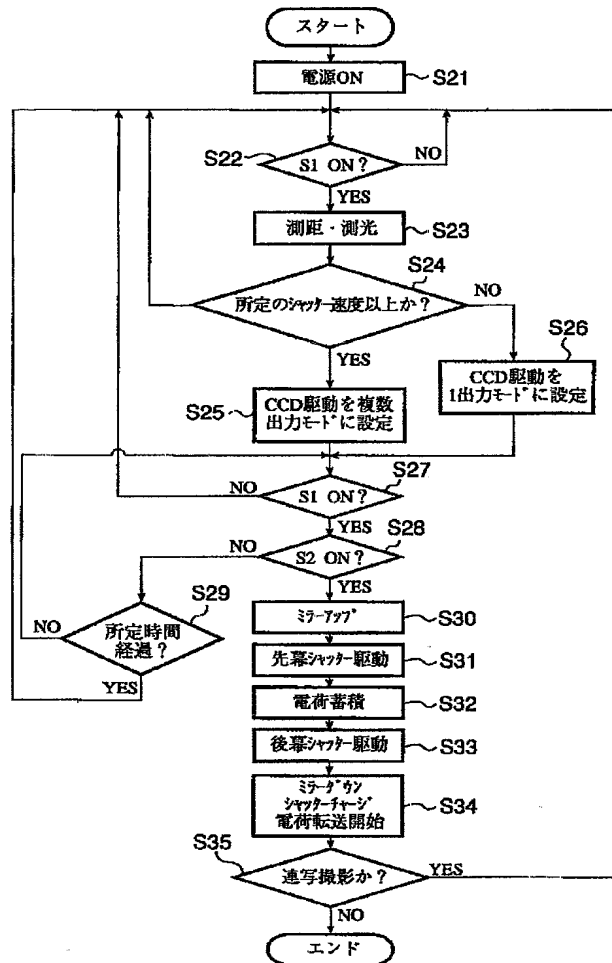 スタート
電源ON
S21
S22
S1 ON?
NO
YES
測距・測光
S23
S24
所定のシャッター速度以上か?
NO
YES
S26
CCD駆動を
1出力モードに設定
S25
CCD駆動を複数
出力モードに設定
S27
NO
S1 ON?
YES
S28
NO
S2 ON?
YES
S29
所定時間
経過?
NO
YES
ミラーアップ
S30
先幕シャッター駆動
S31
電荷蓄積
S32
後幕シャッター駆動
S33
ミラーダウン
シャッターチャージ
電荷転送開始
S34
S35
連写撮影か?
YES
NO
エンド